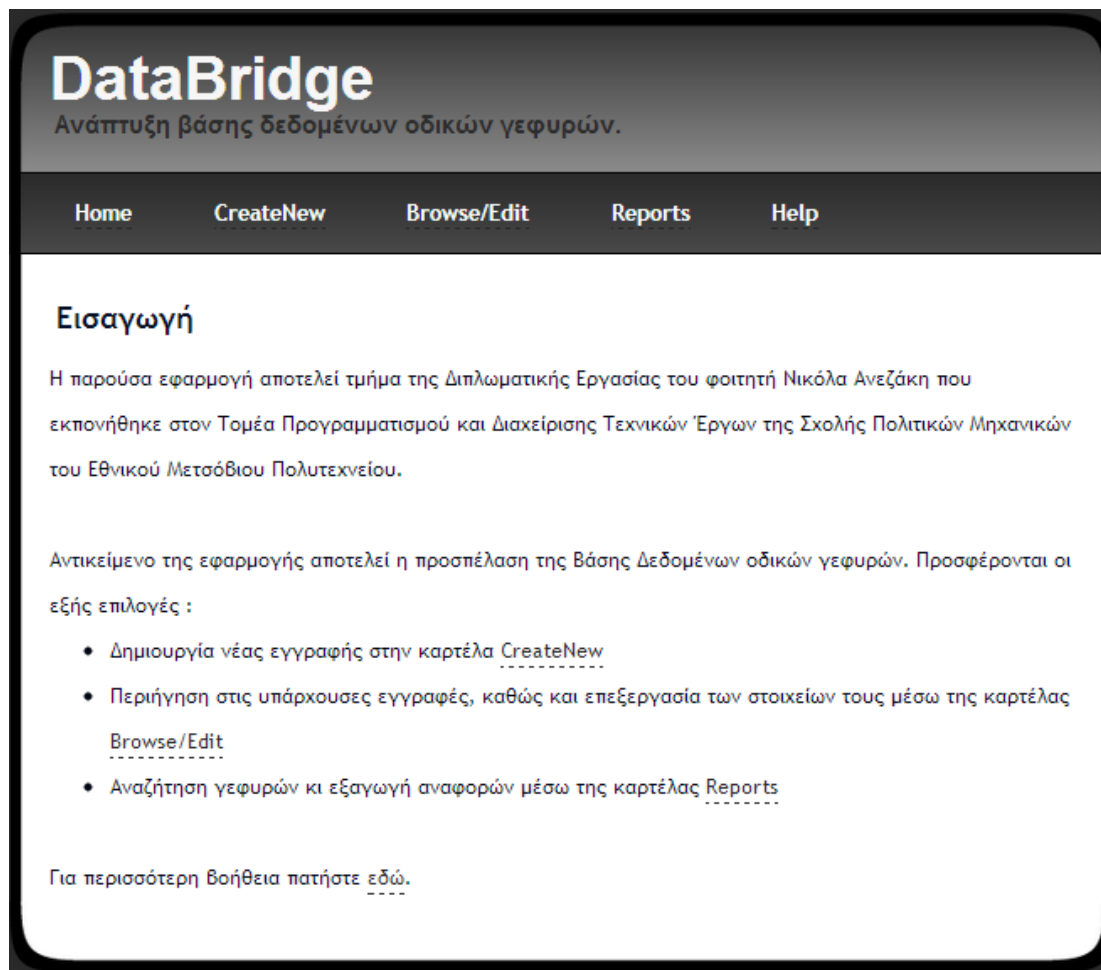 DataBridge
Ανάπτυξη βάσης δεδομένων οδικών γεφυρών.
Home CreateNew Browse/Edit Reports Help
Εισαγωγή
Η παρούσα εφαρμογή αποτελεί τμήμα της Διπλωματικής Εργασίας του φοιτητή Νικόλα Ανεζάκη που
εκπονήθηκε στον Τομέα Προγραμματισμού και Διαχείρισης Τεχνικών Έργων της Σχολής Πολιτικών Μηχανικών
του Εθνικού Μετσόβιου Πολυτεχνείου.
Αντικείμενο της εφαρμογής αποτελεί η προσπέλαση της Βάσης Δεδομένων οδικών γεφυρών. Προσφέρονται οι
εξής επιλογές :
• Δημιουργία νέας εγγραφής στην καρτέλα CreateNew
• Περιήγηση στις υπάρχουσες εγγραφές, καθώς και επεξεργασία των στοιχείων τους μέσω της καρτέλας
Browse/Edit
• Αναζήτηση γεφυρών κι εξαγωγή αναφορών μέσω της καρτέλας Reports
Για περισσότερη βοήθεια πατήστε εδώ.